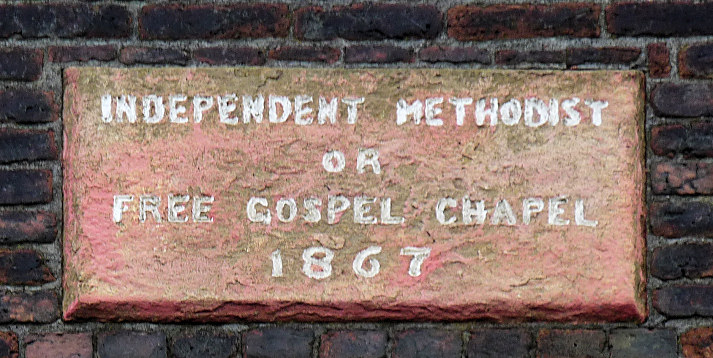 INDEPENDENT METHODIST
OR
FREE GOSPEL CHAPEL
1867